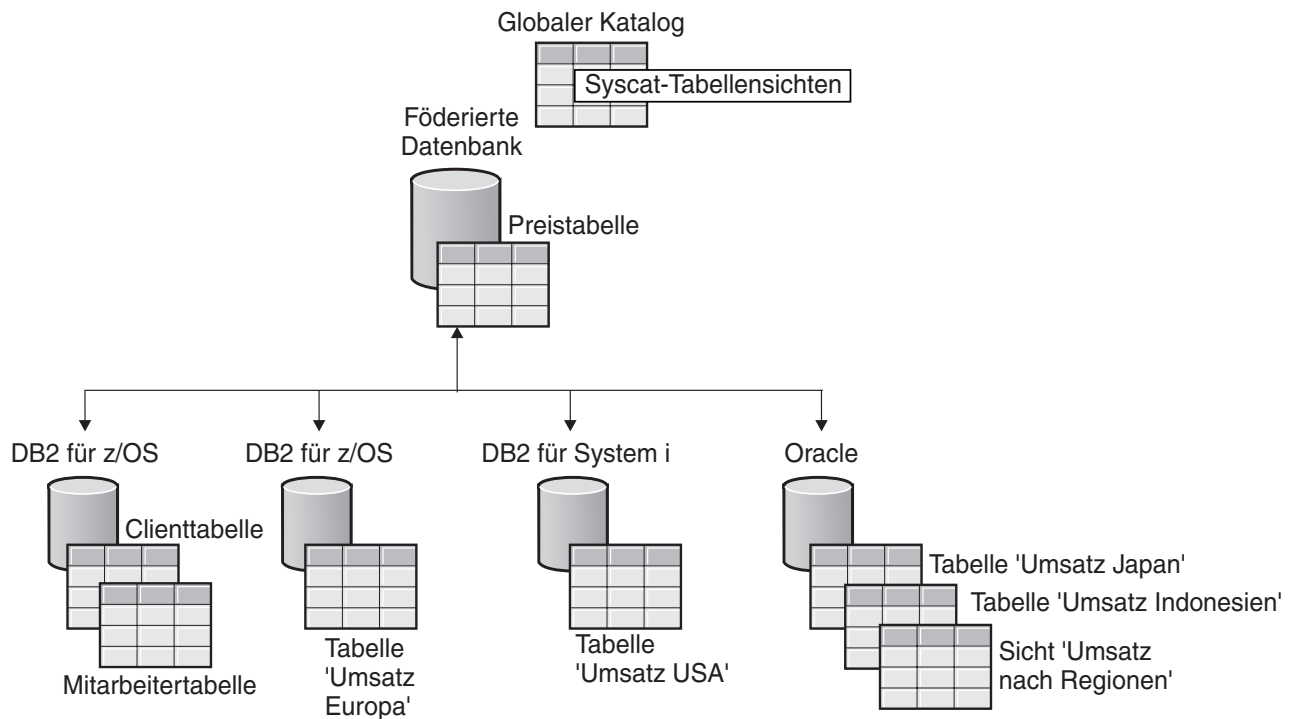 Globaler Katalog
Syscat-Tabellensichten
Föderierte
Datenbank
Preistabelle
DB2 für z/OS
DB2 für z/OS
DB2 für System i
Oracle
Clienttabelle
Mitarbeitertabelle
Tabelle
'Umsatz
Europa'
Tabelle
'Umsatz USA'
Tabelle 'Umsatz Japan'
Tabelle 'Umsatz Indonesien'
Sicht 'Umsatz
nach Regionen'